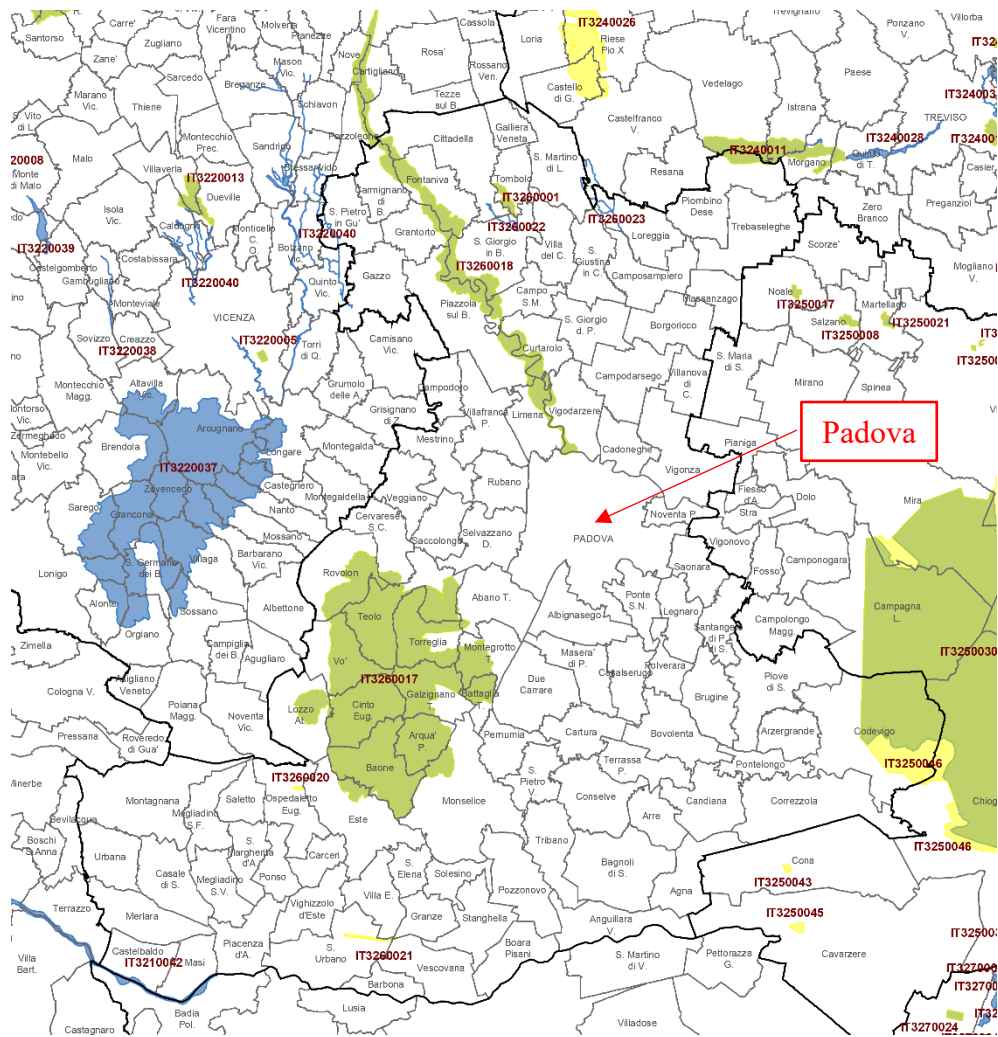 Santorso
Carre'
Zugliano
Fara
Vicentino
Molvena
Pianezze
Cassola
Loria
IT3240026
Riese
Pio X
Trevignano
Ponzano
V.
Villorba
Zane'
Mason
Vic.
Nove
Cartigliano
Rosa'
Rossano
Ven.
Sarcedo
Breganze
Marano
Vic.
Thiene
Schiavon
Tezze
sul B.
Castello
di G.
Vedelago
Paese
Istrana
S. Vito
di L.
Montecchio
Prec.
Sandrigo
Pozzoleone
Cittadella
Galliera
Veneta
Castelfranco
V.
TREVISO
IT3240028
Quinto
di T.
Malo
Villaverla
IT3220013
Dueville
Bressanvido
Fontaniva
S. Martino
di L.
Resana
IT3240011
Morgano
Casier
Monte
di Malo
Isola
Vic.
Caldogno
Monticello
C.
O.
Carmignano
di
B.
Tombolo
IT3260001
Piombino
Dese
Zero
Branco
Preganziol
S. Pietro
in Gu'
Grantorto
IT3260022
IT3260023
Loreggia
Trebaseleghe
IT3220039
Costabissara
Bolzano
Vic.
IT3220040
S. Giorgio
in B.
Villa
del C.
S.
Giustina
in C.
Scorze'
Castelgomberto
Gambugliano
IT3220040
Gazzo
IT3260018
Camposampiero
Mogliano
V.
Monteviale
Quinto
Vic.
Piazzola
sul B.
Campo
S.M.
Massanzago
Noale
IT3250017
Martellago
VICENZA
IT3220005
S. Giorgio
d. P.
Borgoricco
Salzano
IT3250008
IT3250021
Sovizzo
Creazzo
IT3220038
Torri
di Q.
Camisano
Vic.
Curtarolo
S. Maria
di S.
Montecchio
Magg.
Altavilla
Vic.
Grumolo
delle A.
Campodoro
Campodarsego
Villanova
di
C.
Mirano
Spinea
Arcugnano
Grisignano
di Z.
Villafranca
P.
Limena
Vigodarzere
Padova
Brendola
Longare
Montegalda
Mestrino
Cadoneghe
Pianiga
Montebello
Vic.
IT3220037
Castegnero
Rubano
Vigonza
Zovencedo
Montegaldella
Veggiano
Fiesso
d'A.
Stra
Dolo
Mira
Sarego
Grancona
Nanto
Cervarese
S.C.
Selvazzano
D.
Noventa P.
Mossano
Saccolongo
PADOVA
Vigonovo
Villaga
Barbarano
Vic.
Camponogara
Lonigo
S. Germano
dei B.
Rovolon
Saonara
Fosso'
Alonte
Sossano
Albettone
Teolo
Abano T.
Albignasego
Ponte
S.N.
Legnaro
Campagna
L.
Orgiano
Campiglia
dei B.
Torreglia
Santangelo
di P.
di S.
Campolongo
Magg.
Zimella
Agugliaro
Vo'
Montegrotto
T.
Masera'
di P.
Casalserugo
Polverara
IT3250030
Cologna V.
Asigliano
Veneto
IT3260017
Due
Carrare
Piove
di S.
Poiana
Magg.
Noventa
Vic.
Lozzo
At.
Cinto
Eug.
Galzignano
T.
Battaglia
T.
Brugine
Pressana
Roveredo
di Gua'
Arqua'
P.
Pernumia
Cartura
Bovolenta
Arzergrande
Codevigo
Baone
Terrassa
P.
Pontelongo
IT3250046
Minerbe
IT3260020
S.
Pietro
V.
Montagnana
Saletto
Ospedaletto
Eug.
Monselice
Conselve
Candiana
Correzzola
Bevilacqua
Megliadino
S.F.
Este
Arre
Boschi
S.Anna
Urbana
S.
Margherita
d'A.
Carceri
Tribano
IT3250046
Casale
di S.
Megliadino
S.V.
Ponso
S.
Elena
Solesino
Bagnoli
di S.
Cona
IT3250043
Terrazzo
Merlara
Vighizzolo
d'Este
Villa E.
Pozzonovo
Agna
Granze
Stanghella
Anguillara
V.
IT3250045
Villa
Bart.
Castelbaldo
IT3210042
Masi
Piacenza
d'A.
S.
Urbano
IT3260021
Vescovana
Boara
Pisani
S. Martino
di V.
Pettorazza
G.
Cavarzere
Barbona
Badia
Pol.
Lusia
Castagnaro
Villadose
IT3270024